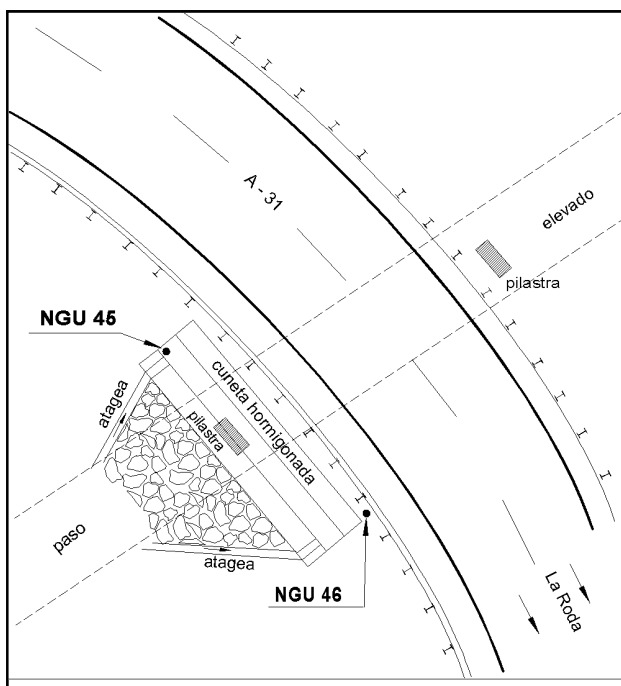 A - 31
elevado
pilastra
NGU 45
cuneta hormigonada
atagea
pilastra
paso
atagea
NGU 46
La Roda